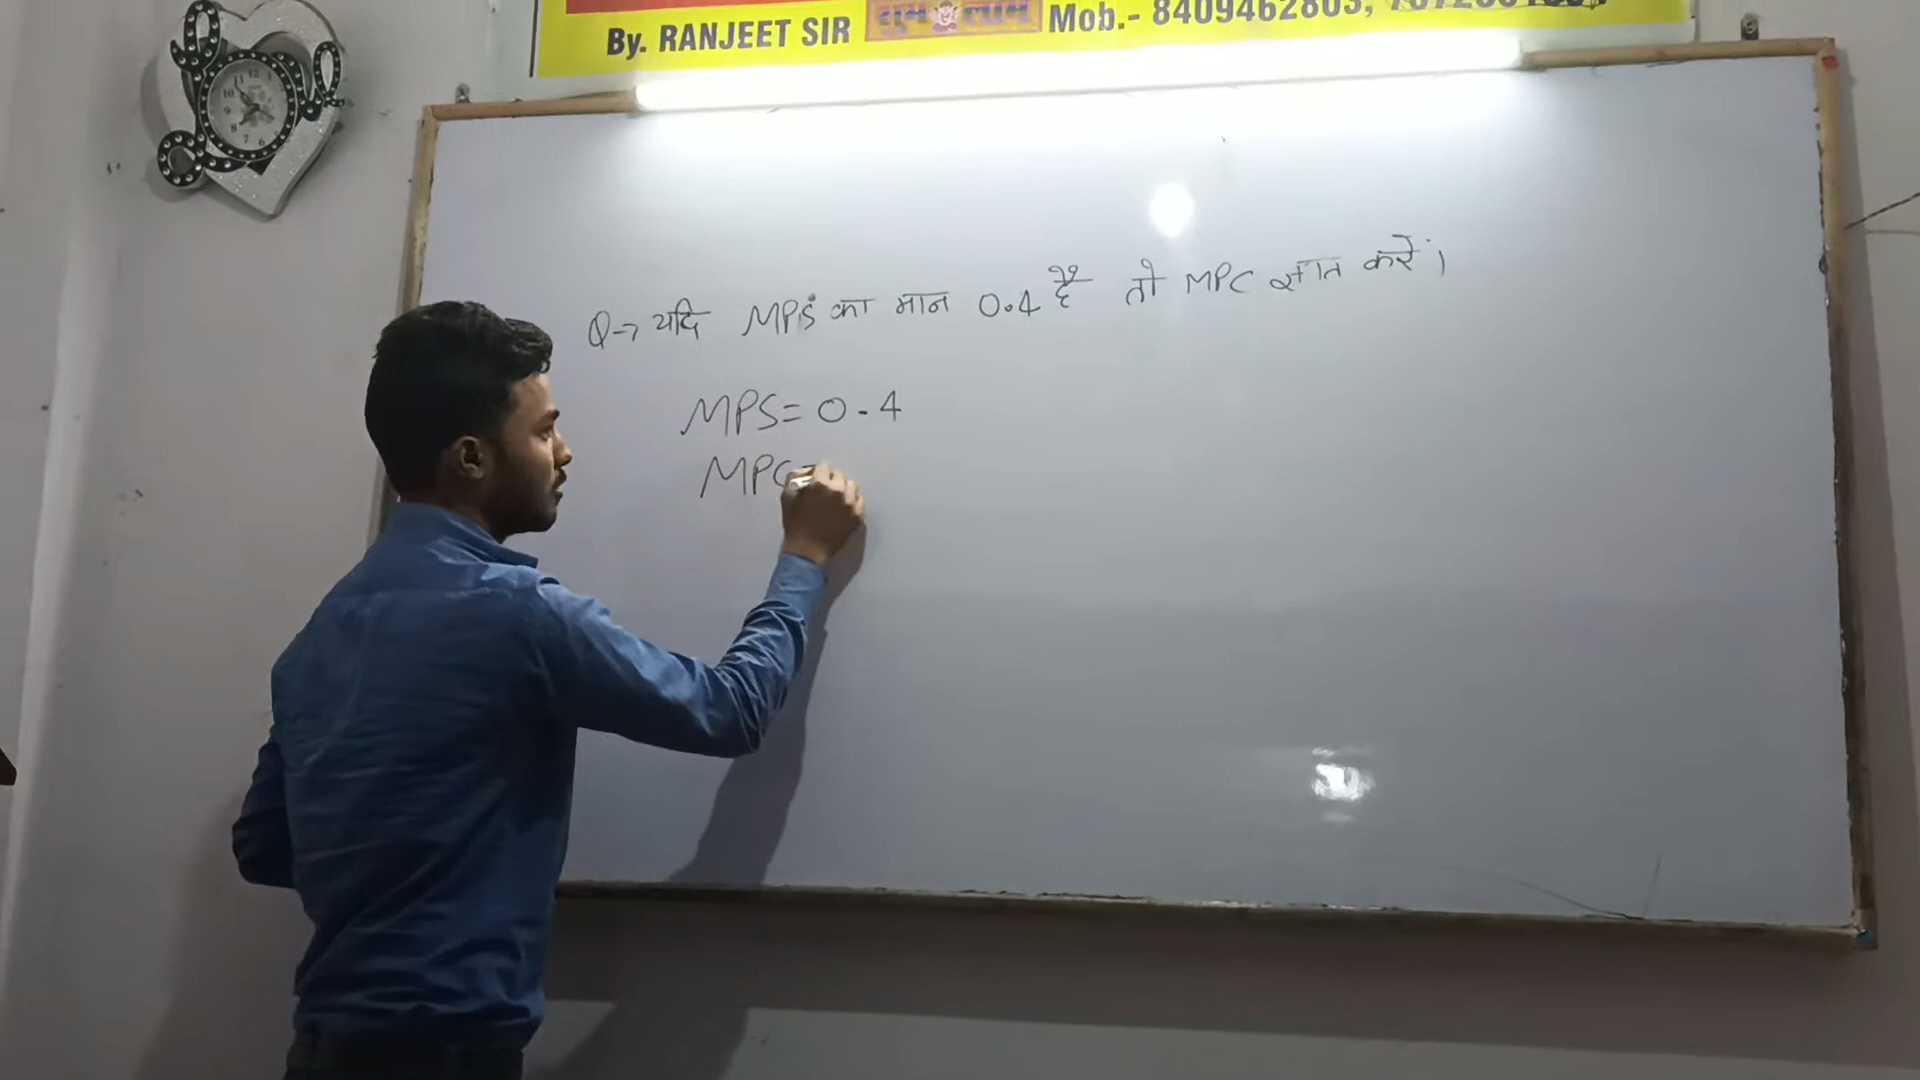 By. RANJEET SIR
Mob.- 8409462803,
Q→ यदि MPS का मान 0.4 है तो MPC ज्ञात करें।
MPS = 0.4
MPC